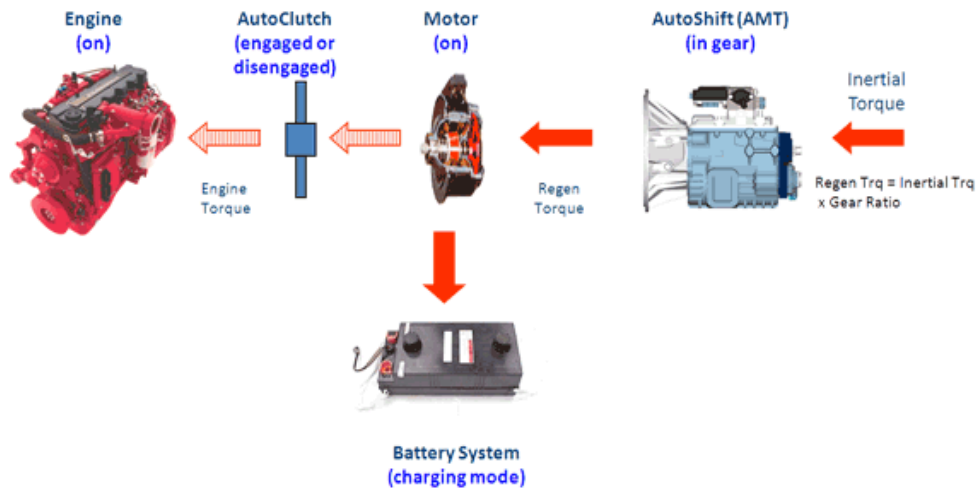 Engine
(on)
AutoClutch
(engaged or
disengaged)
Motor
(on)
AutoShift (AMT)
(in gear)
Inertial
Torque
Engine
Torque
Regen
Torque
Regen Trq = Inertial Trq
x Gear Ratio
Battery System
(charging mode)